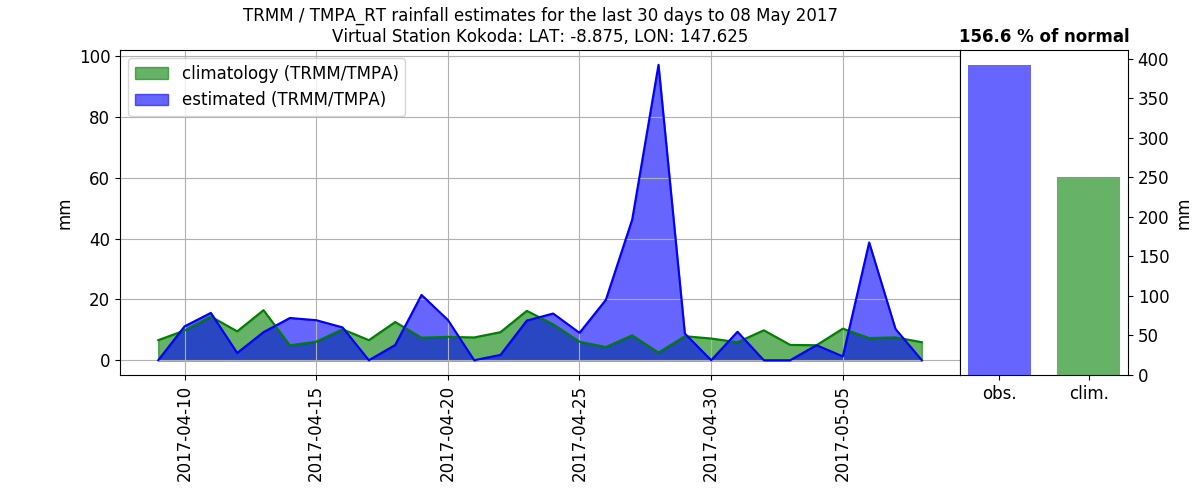 TRMM / TMPA_RT rainfall estimates for the last 30 days to 08 May 2017
Virtual Station Kokoda: LAT: -8.875, LON: 147.625
156.6 % of normal
climatology (TRMM/TMPA)
estimated (TRMM/TMPA)
100
80
60
40
20
0
mm
400
350
300
250
200
150
100
50
0
mm
2017-04-10
2017-04-15
2017-04-20
2017-04-25
2017-04-30
2017-05-05
obs.
clim.